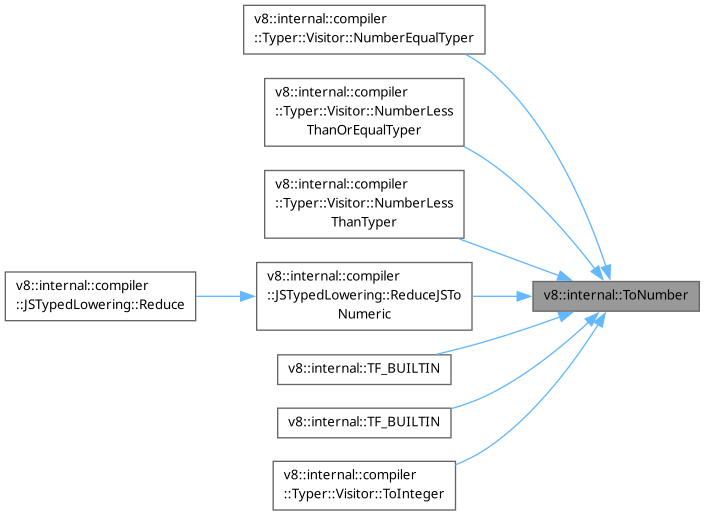 v8::internal::compiler
::Typer::Visitor::NumberEqualTyper
v8::internal::compiler
::Typer::Visitor::NumberLess
ThanOrEqualTyper
v8::internal::compiler
::Typer::Visitor::NumberLess
ThanTyper
v8::internal::compiler
::JSTypedLowering::Reduce
v8::internal::compiler
::JSTypedLowering::ReduceJSTo
Numeric
v8::internal::ToNumber
v8::internal::TF_BUILTIN
v8::internal::TF_BUILTIN
v8::internal::compiler
::Typer::Visitor::ToInteger